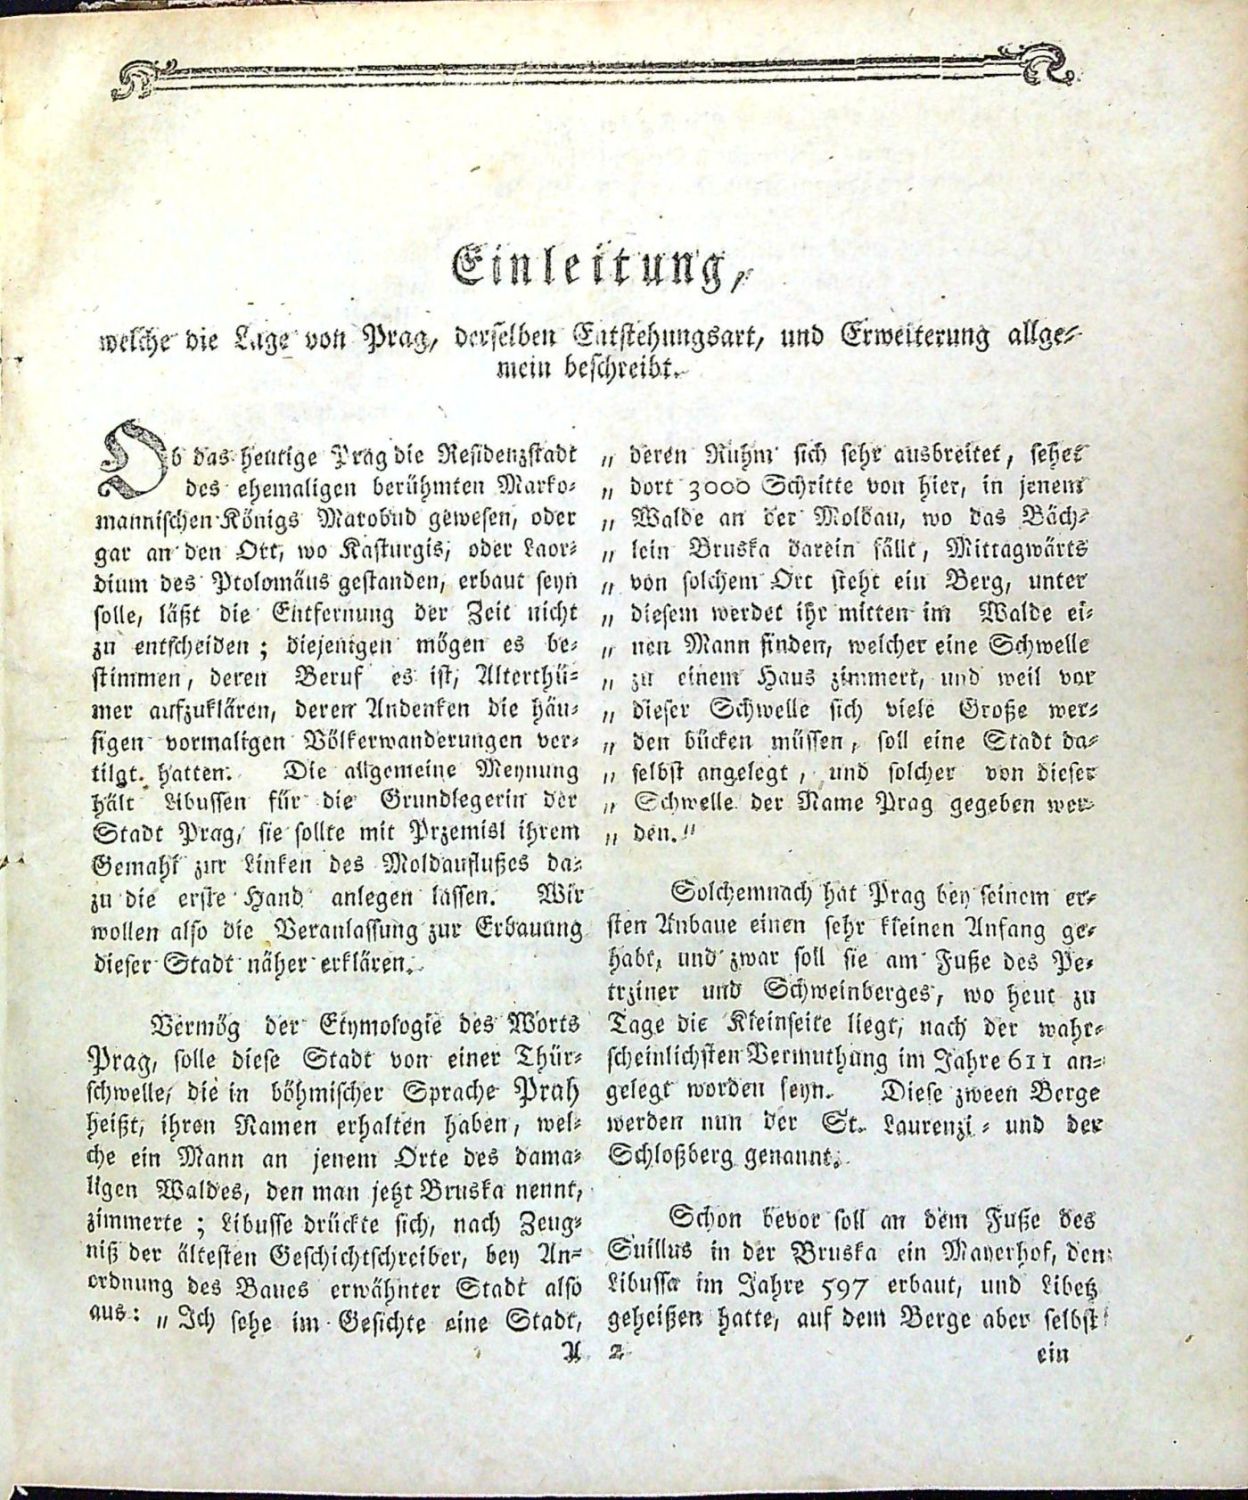 Einleitung,
welche die Lage von Prag, derselben Entstehungsart, und Erweiterung allge-
mein beschreibt.
Ob das heutige Prag die Residenzstadt
des ehemaligen berühmten Marko-
mannischen Königs Marobud gewesen, oder
gar an den Ort, wo Kasturgis, oder Laor-
dium des Ptolomäus gestanden, erbaut seyn
solle, läßt die Entfernung der Zeit nicht
zu entscheiden; diejenigen mögen es be-
stimmen, deren Beruf es ist, Alterthü-
mer aufzuklären, deren Andenken die häu-
figen vormaligen Völkerwanderungen ver-
tilgt hatten. Die allgemeine Meynung
hält Libussen für die Grundlegerin der
Stadt Prag, sie sollte mit Przemisl ihrem
Gemahl zur Linken des Moldauflußes da-
zu die erste Hand anlegen lassen. Wir
wollen also die Veranlassung zur Erbauung
dieser Stadt näher erklären.
Vermög der Etymologie des Worts
Prag, solle diese Stadt von einer Thür-
schwelle, die in böhmischer Sprache Prah
heißt, ihren Namen erhalten haben, wel-
che ein Mann an jenem Orte des dama-
ligen Waldes, den man jetzt Bruska nennt,
zimmerte; Libusse drückte sich, nach Zeug-
niß der ältesten Geschichtschreiber, bey An-
ordnung des Baues erwähnter Stadt also
aus: „Ich sehe im Gesichte eine Stadt,
„ deren Ruhm sich sehr ausbreitet, sehet
„ dort 3000 Schritte von hier, in jenem
„ Walde an der Moldau, wo das Bäch-
„ lein Bruska darein fällt, Mittagwärts
„ von solchem Ort steht ein Berg, unter
„ diesem werdet ihr mitten im Walde ei-
„ nen Mann finden, welcher eine Schwelle
„ zu einem Haus zimmert, und weil vor
„ dieser Schwelle sich viele Große wer-
„ den bücken müssen, soll eine Stadt da-
„ selbst angelegt, und solcher von dieser
„ Schwelle der Name Prag gegeben wer-
„ den.“
Solchemnach hat Prag bey seinem er-
sten Anbaue einen sehr kleinen Anfang ge-
habt, und zwar soll sie am Fuße des Pe-
trziner und Schweinberges, wo heut zu
Tage die Kleinseite liegt, nach der wahr-
scheinlichsten Vermuthung im Jahre 611 an-
gelegt worden seyn. Diese zween Berge
werden nun der St. Laurenzi- und der
Schloßberg genannt.
Schon bevor soll an dem Fuße des
Suillus in der Bruska ein Mayerhof, den
Libussa im Jahre 597 erbaut, und Libetz
geheißen hatte, auf dem Berge aber selbst
A 2
ein